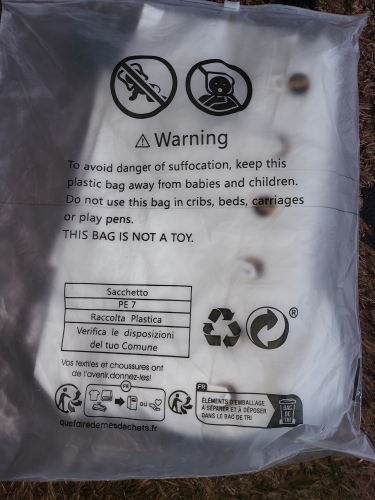 ⚠ Warning
To avoid danger of suffocation, keep this
plastic bag away from babies and children.
Do not use this bag in cribs, beds, carriages
or play pens.
THIS BAG IS NOT A TOY.
Sacchetto
PE 7
Raccolta Plastica
Verifica le disposizioni
del tuo Comune
®
Vos textiles et chaussures ont
de l'avenir,donnez-les!
FR
ou
quefairedemesdechets.fr
FR
ÉLÉMENTS D'EMBALLAGE
À SÉPARER ET À DÉPOSER
DANS LE BAC DE TRI
BAC
DE
TRI